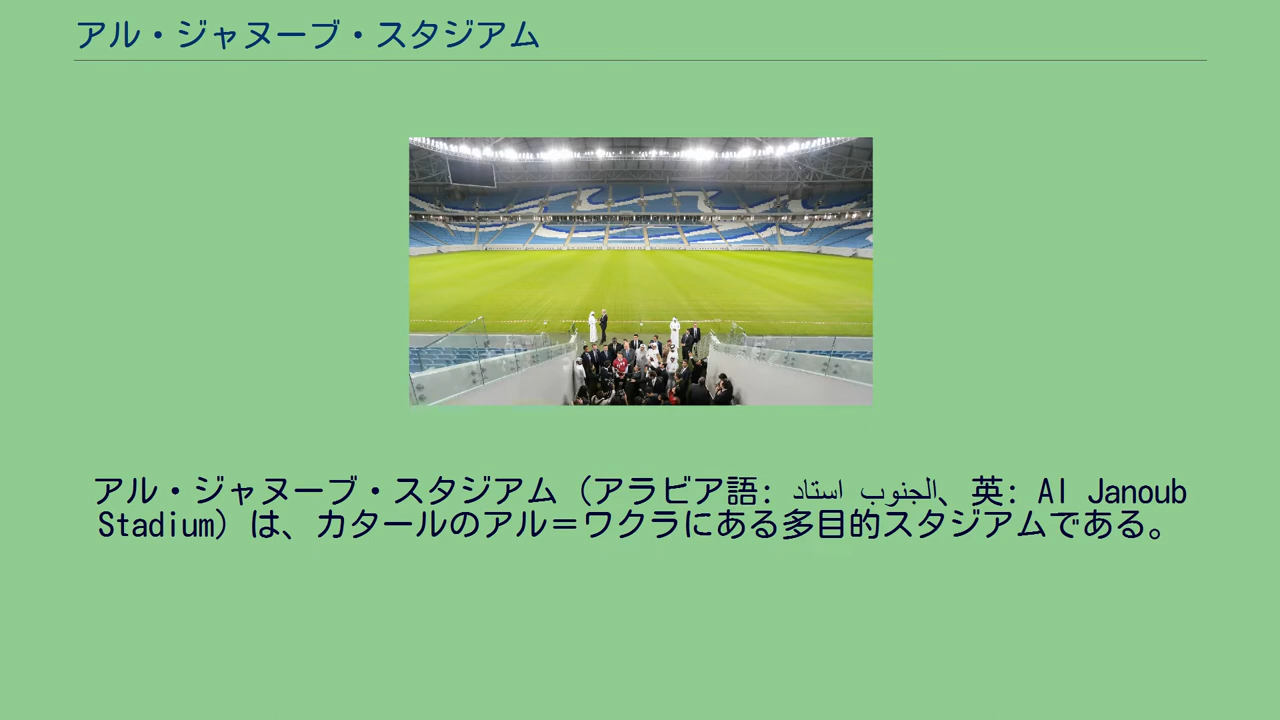 アル・ジャヌーブ・スタジアム
アル・ジャヌーブ・スタジアム（アラビア語: الجنوب استاد、英: Al Janoub
Stadium）は、カタールのアル＝ワクラにある多目的スタジアムである。